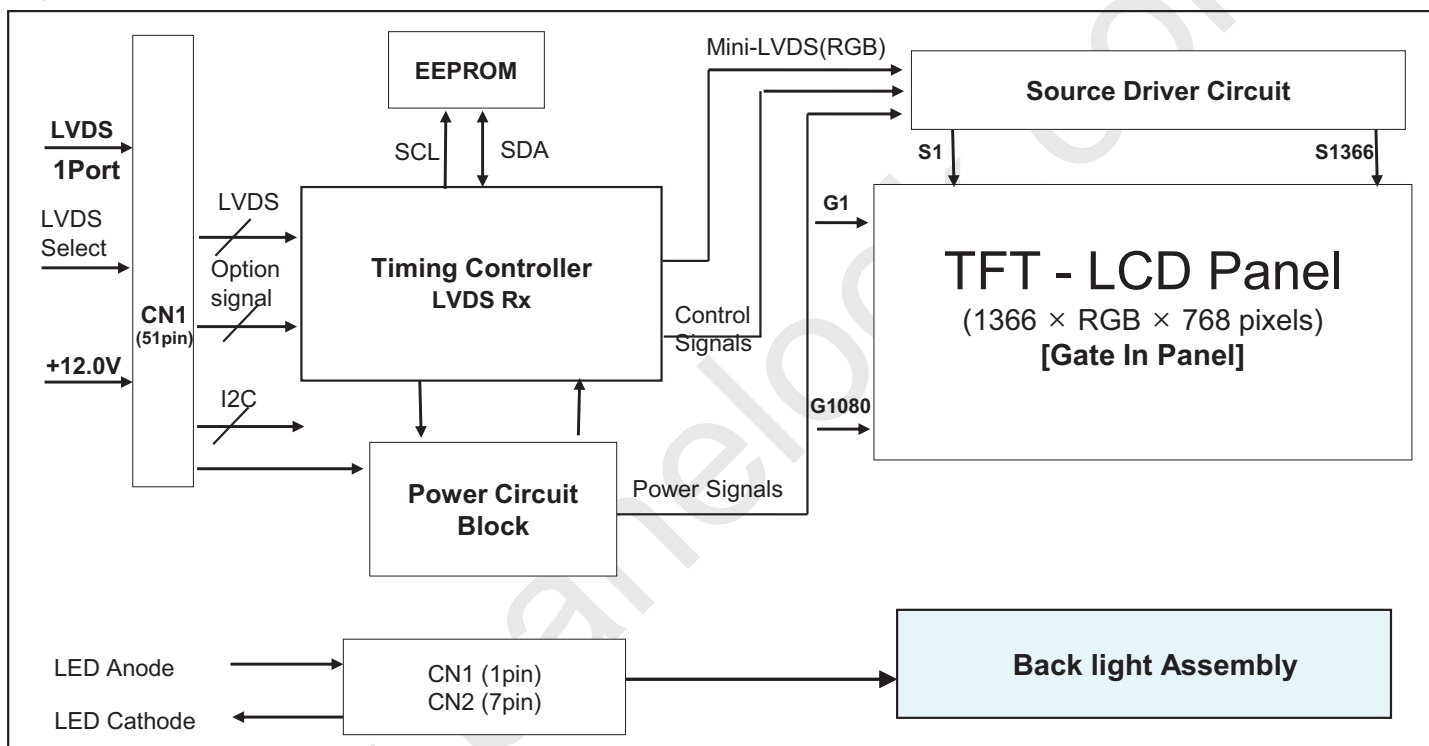 EEPROM
Mini-LVDS(RGB)
Source Driver Circuit
LVDS
1Port
SCL
SDA
S1
S1366
LVDS
Select
LVDS
Option
signal
CN1
(51pin)
Timing Controller
LVDS Rx
G1
TFT - LCD Panel
(1366 × RGB × 768 pixels)
[Gate In Panel]
Control
Signals
+12.0V
I2C
G1080
Power Circuit
Block
Power Signals
LED Anode
LED Cathode
CN1 (1pin)
CN2 (7pin)
Back light Assembly